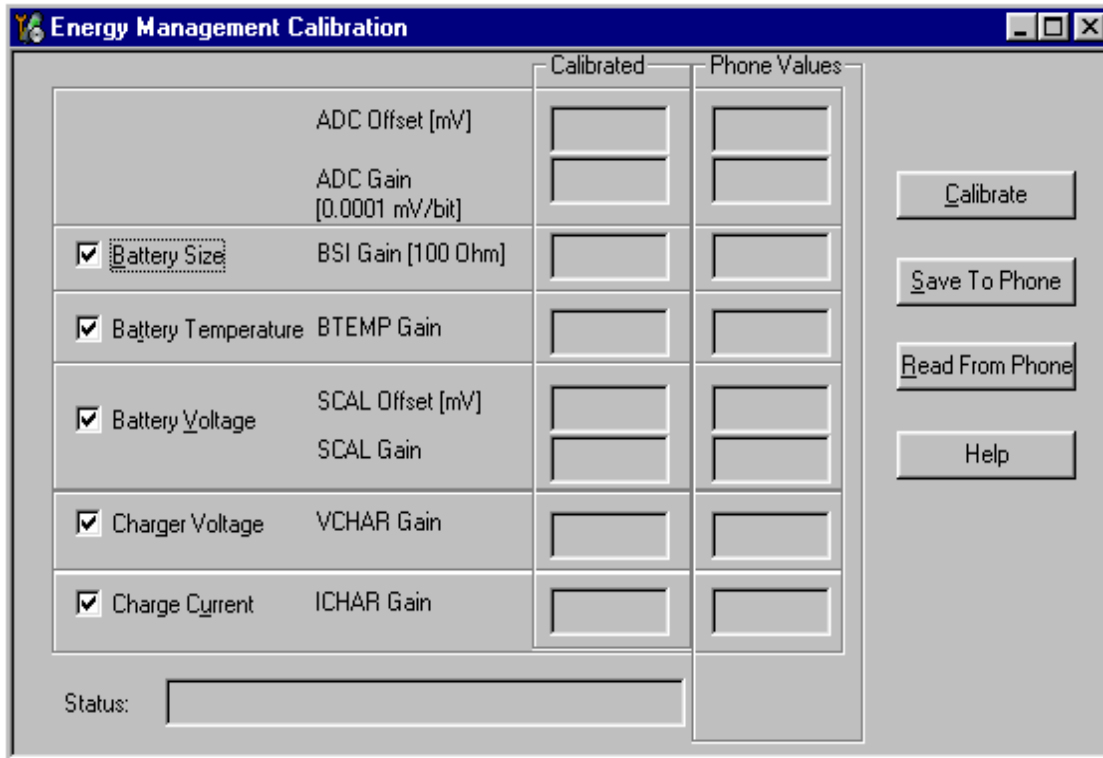 Energy Management Calibration
Calibrated Phone Values
ADC Offset [mV]
ADC Gain
[0.0001 mV/bit]
Calibrate
Battery Size BSI Gain [100 Ohm]
Save To Phone
Battery Temperature BTEMP Gain
Read From Phone
Battery Voltage SCAL Offset [mV]
SCAL Gain
Help
Charger Voltage VCHAR Gain
Charge Current ICHAR Gain
Status: